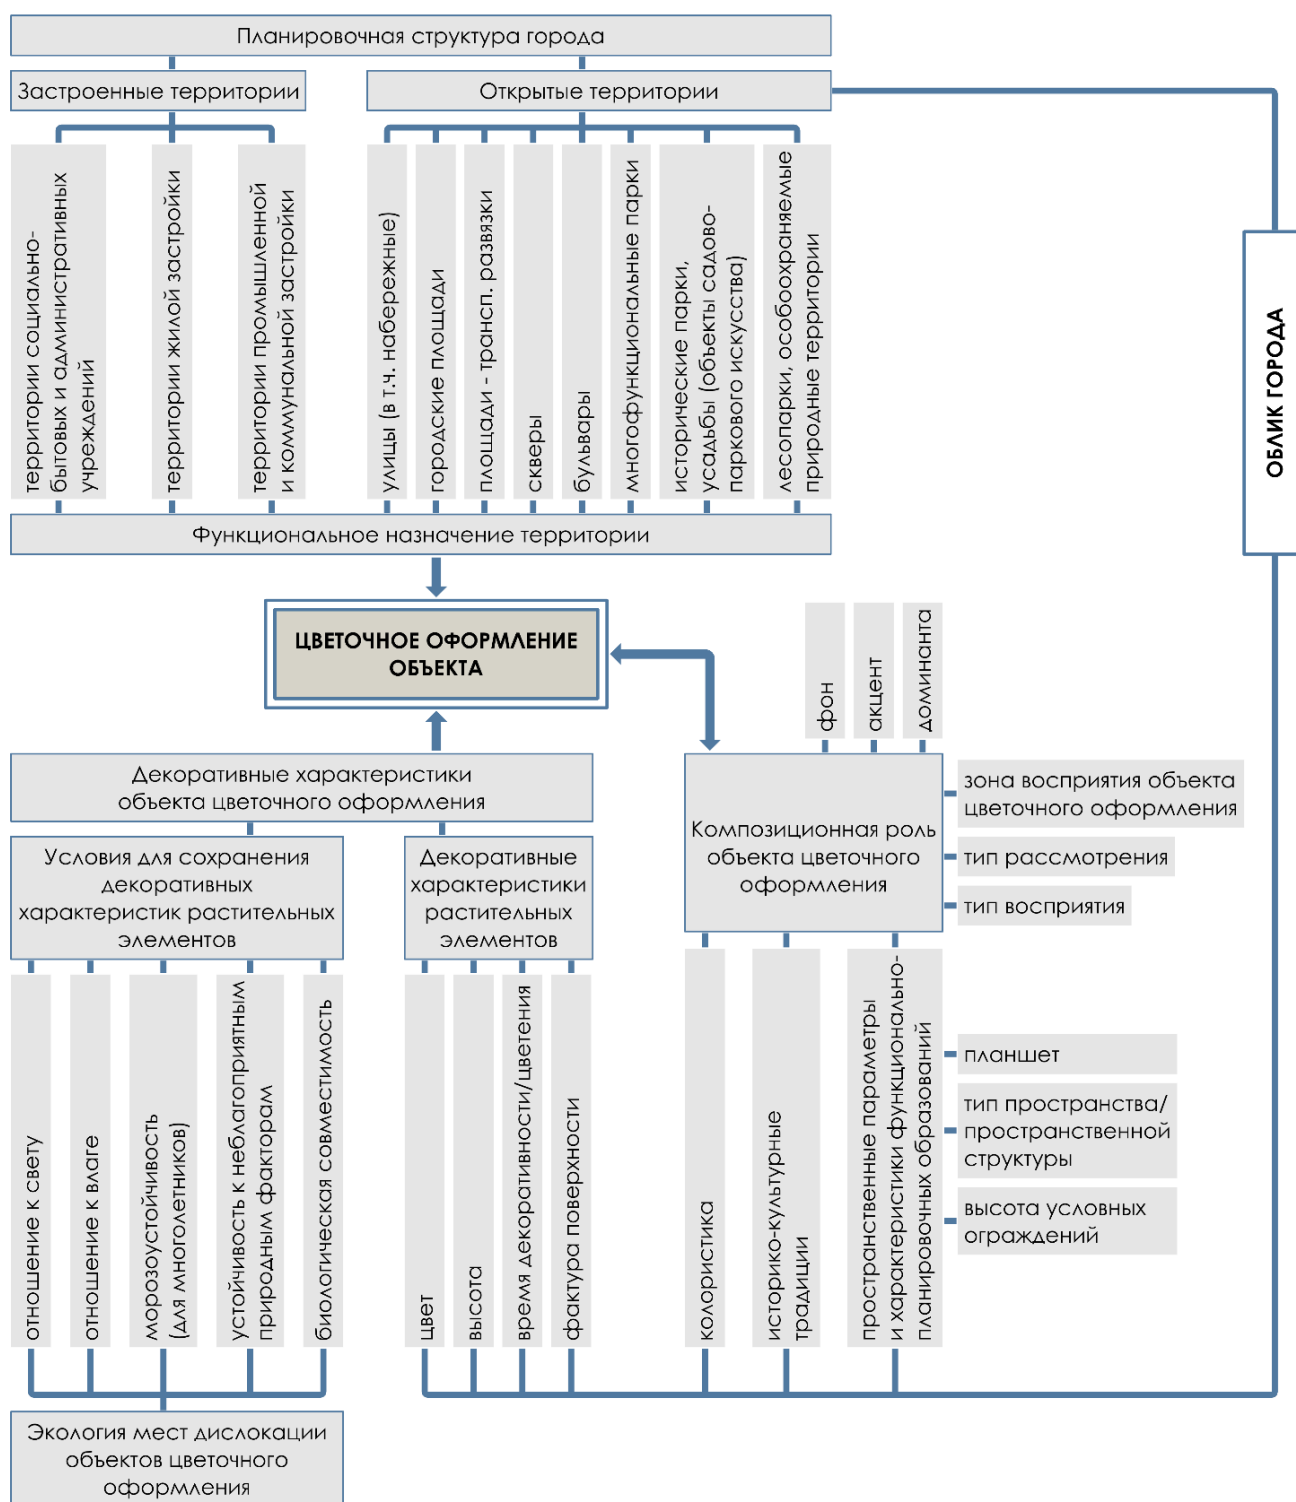 Планировочная структура города
Застроенные территории
Открытые территории
территории социально-
бытовых и административных
учреждений
территории жилой застройки
территории промышленной
и коммунальной застройки
улицы (в т.ч. набережные)
городские площади
площади - трансп. развязки
скверы
бульвары
многофункциональные парки
исторические парки,
усадьбы (объекты садово-
паркового искусства)
лесопарки, особоохраняемые
природные территории
ОБЛИК ГОРОДА
Функциональное назначение территории
ЦВЕТОЧНОЕ ОФОРМЛЕНИЕ
ОБЪЕКТА
фон
акцент
доминанта
Декоративные характеристики
объекта цветочного оформления
Композиционная роль
объекта цветочного
оформления
зона восприятия объекта
цветочного оформления
тип рассмотрения
тип восприятия
Условия для сохранения
декоративных
характеристик растительных
элементов
Декоративные
характеристики
растительных
элементов
отношение к свету
отношение к влаге
морозоустойчивость
(для многолетников)
устойчивость к неблагоприятным
природным факторам
биологическая совместимость
цвет
высота
время декоративности/цветения
фактура поверхности
колористика
историко-культурные
традиции
пространственные параметры
и характеристики функционально-
планировочных образований
планшет
тип пространства/
пространственной
структуры
высота условных
ограждений
Экология мест дислокации
объектов цветочного
оформления